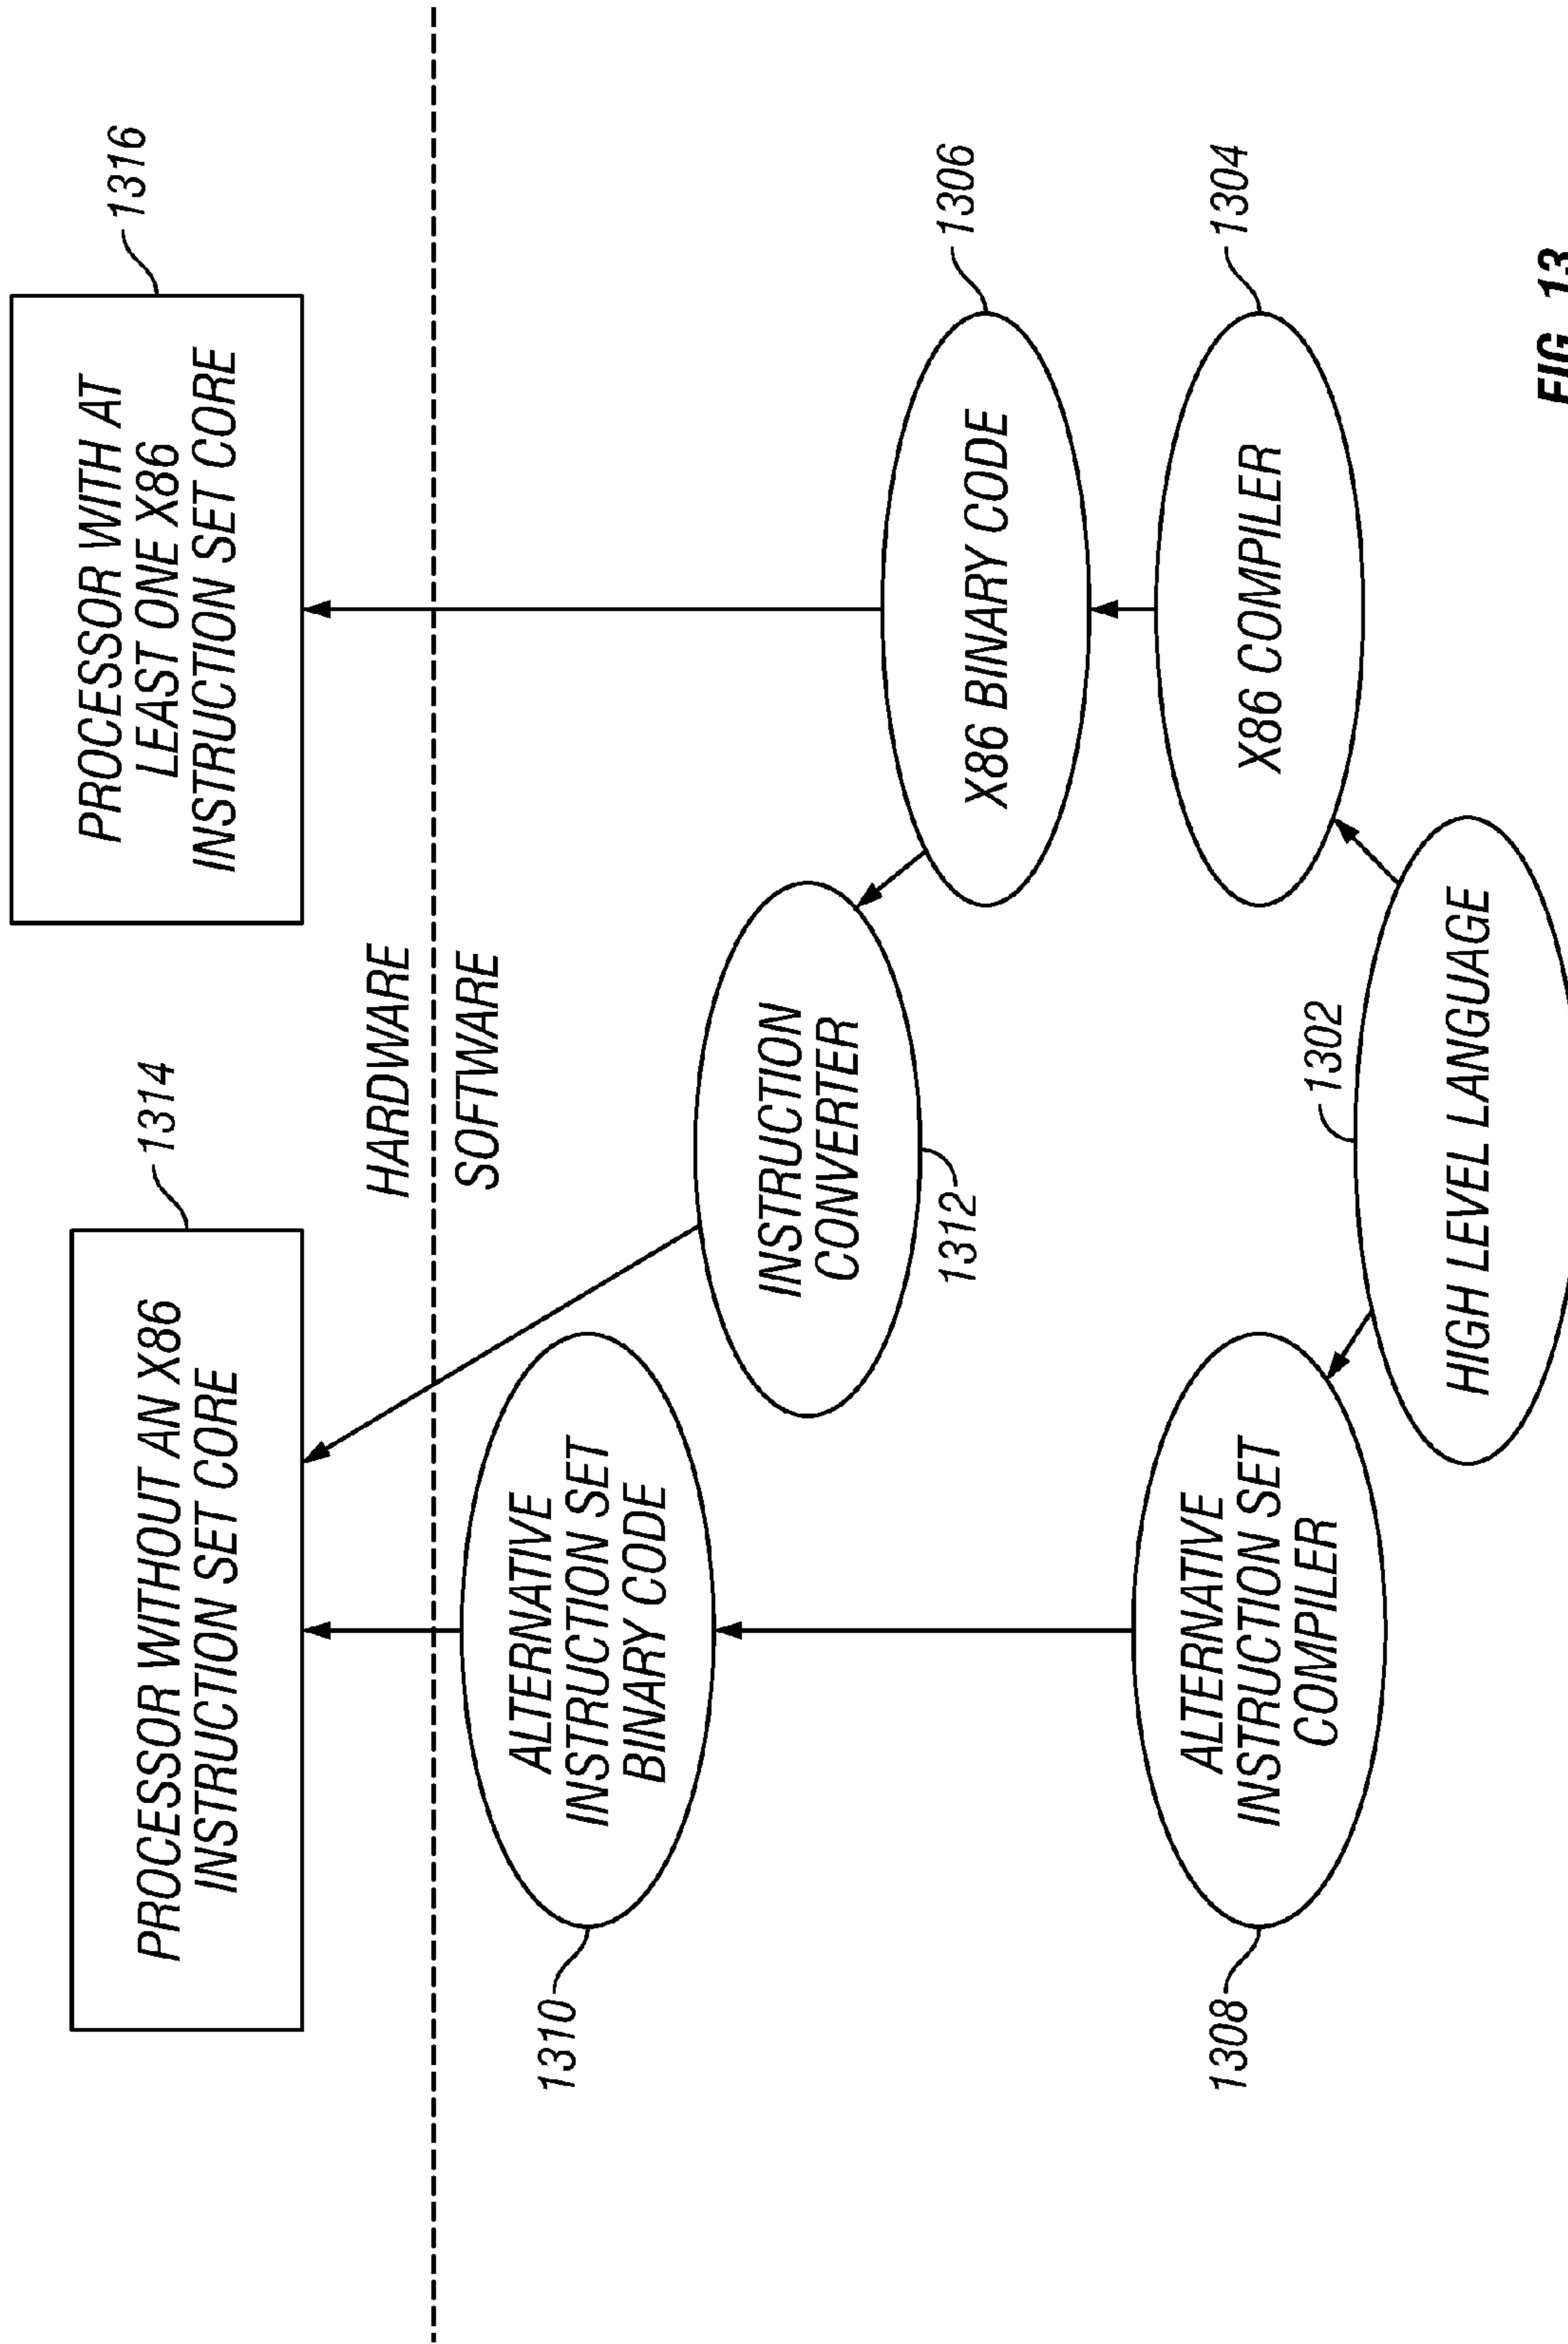 PROCESSOR WITHOUT AN X86
INSTRUCTION SET CORE
1314
PROCESSOR WITH AT
LEAST ONE X86
INSTRUCTION SET CORE
1316
HARDWARE
SOFTWARE
1310
ALTERNATIVE
INSTRUCTION SET
BINARY CODE
INSTRUCTION
CONVERTER
1312
X86 BINARY CODE
1306
1308
ALTERNATIVE
INSTRUCTION SET
COMPILER
X86 COMPILER
1304
1302
HIGH LEVEL LANGUAGE
FIG. 13